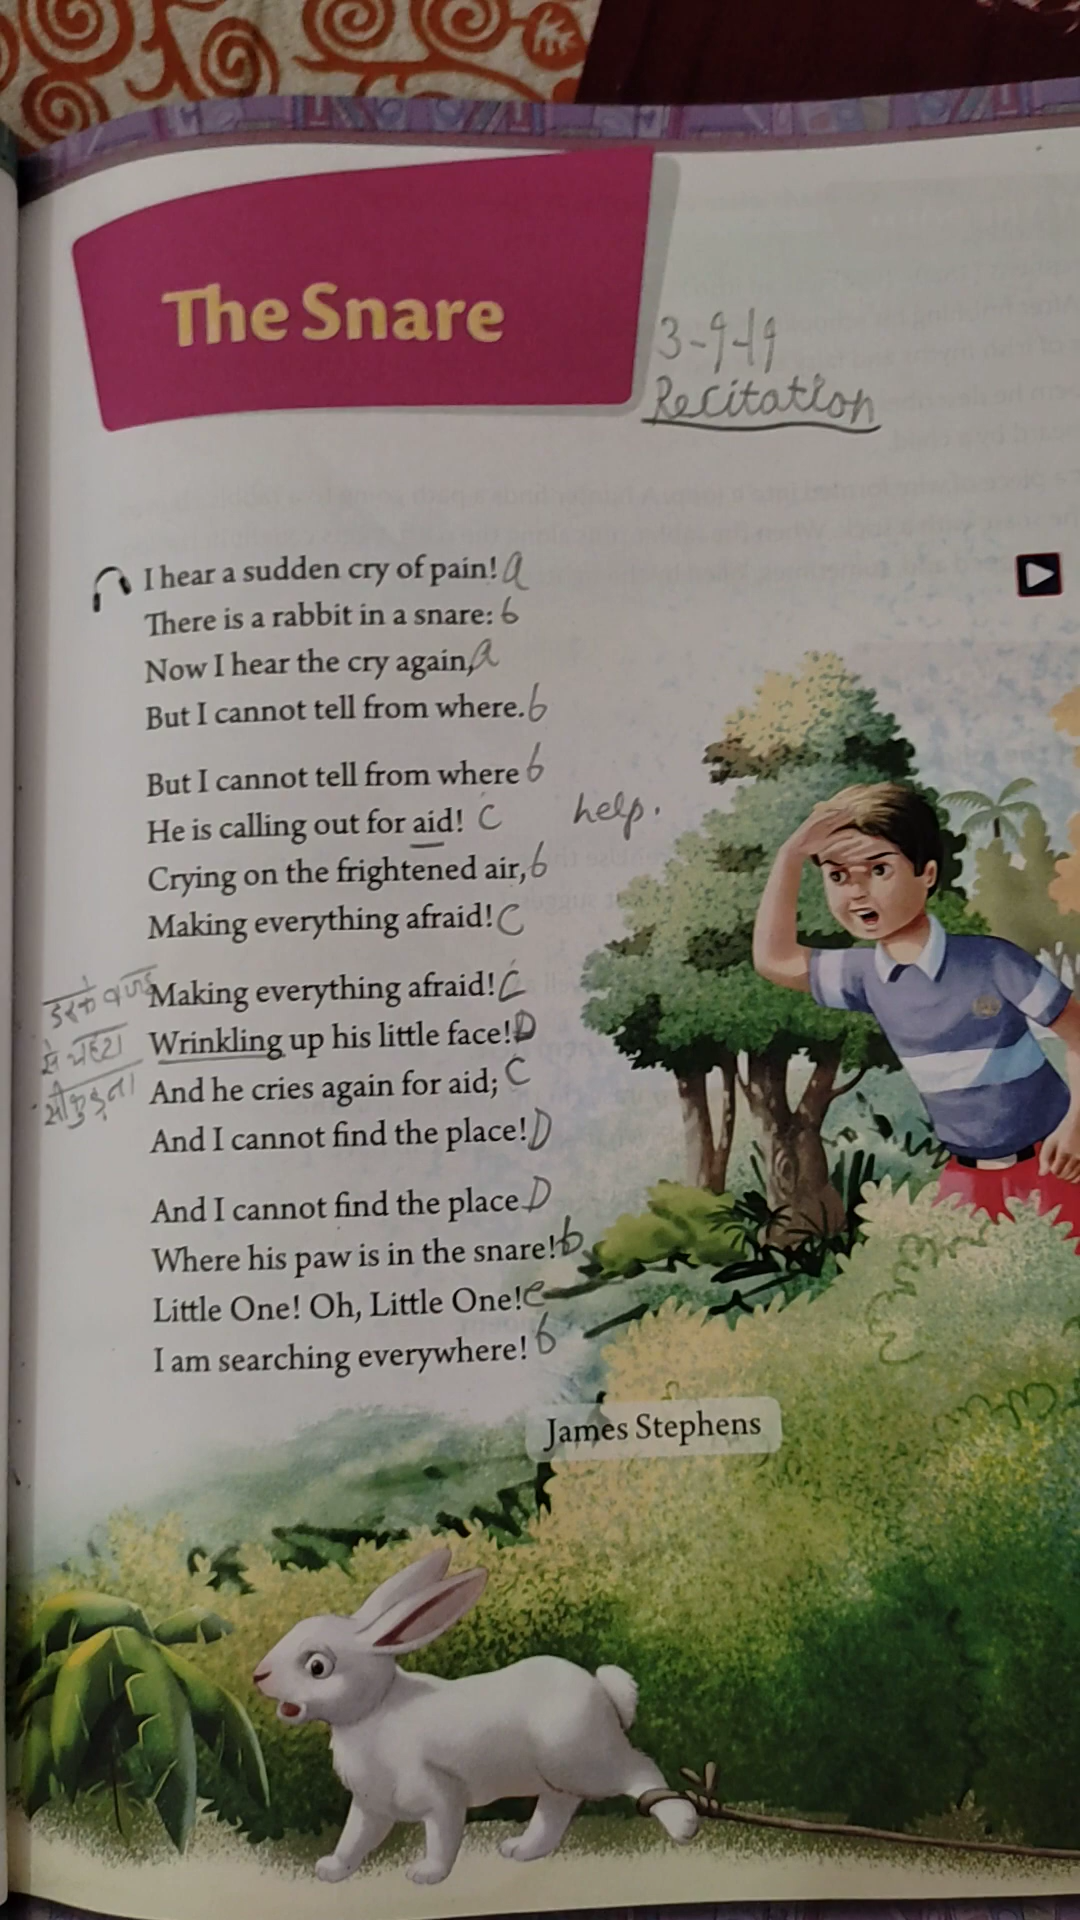 The Snare
3-9-19
Recitation
I hear a sudden cry of pain! a
There is a rabbit in a snare: b
Now I hear the cry again, a
But I cannot tell from where. b
But I cannot tell from where b
He is calling out for aid! C help.
Crying on the frightened air, b
Making everything afraid! C
Making everything afraid! C
Wrinkling up his little face! D
And he cries again for aid; C
And I cannot find the place! D
And I cannot find the place D
Where his paw is in the snare! b
Little One! Oh, Little One! e
I am searching everywhere! b
James Stephens